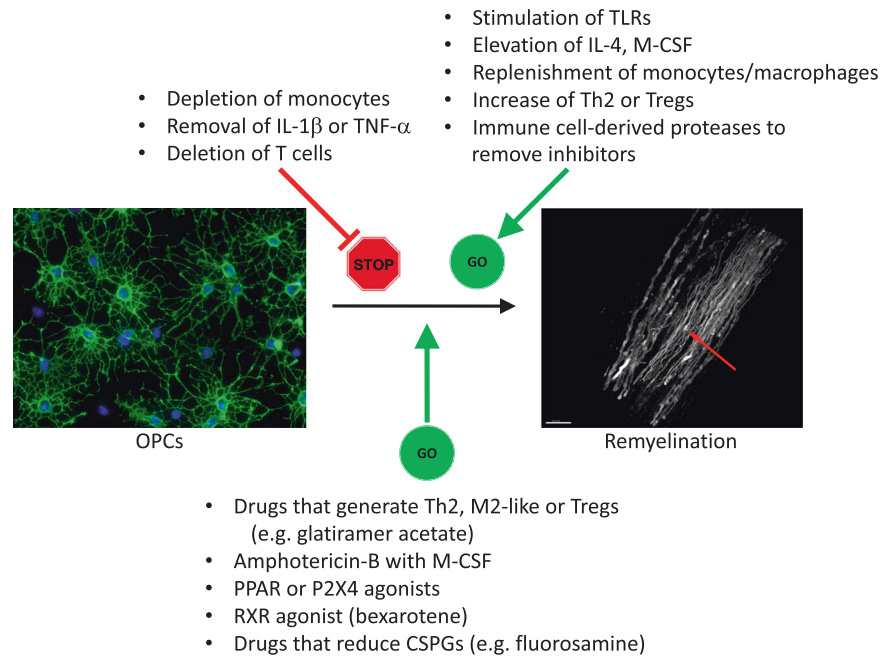 • Stimulation of TLRs
• Elevation of IL-4, M-CSF
• Replenishment of monocytes/macrophages
• Increase of Th2 or Tregs
• Immune cell-derived proteases to
remove inhibitors
• Depletion of monocytes
• Removal of IL-1β or TNF-α
• Deletion of T cells
STOP
GO
OPCs
Remyelination
GO
• Drugs that generate Th2, M2-like or Tregs
(e.g. glatiramer acetate)
• Amphotericin-B with M-CSF
• PPAR or P2X4 agonists
• RXR agonist (bexarotene)
• Drugs that reduce CSPGs (e.g. fluorosamine)